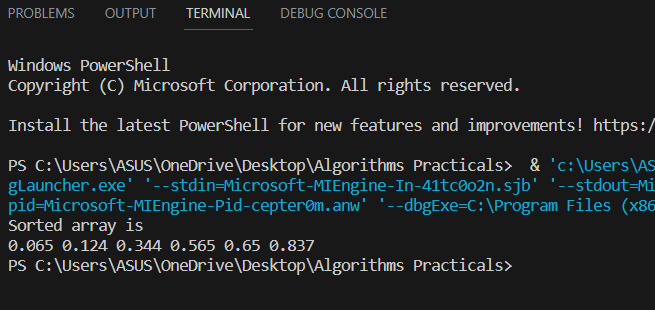 PROBLEMS OUTPUT TERMINAL DEBUG CONSOLE
Windows PowerShell
Copyright (C) Microsoft Corporation. All rights reserved.
Install the latest PowerShell for new features and improvements! https:/
PS C:\Users\ASUS\OneDrive\Desktop\Algorithms Practicals>  & 'c:\Users\AS
gLauncher.exe' '--stdin=Microsoft-MIEngine-In-41tc0o2n.sjb' '--stdout=Mi
pid=Microsoft-MIEngine-Pid-cepter0m.anw' '--dbgExe=C:\Program Files (x86
Sorted array is
0.065 0.124 0.344 0.565 0.65 0.837
PS C:\Users\ASUS\OneDrive\Desktop\Algorithms Practicals>